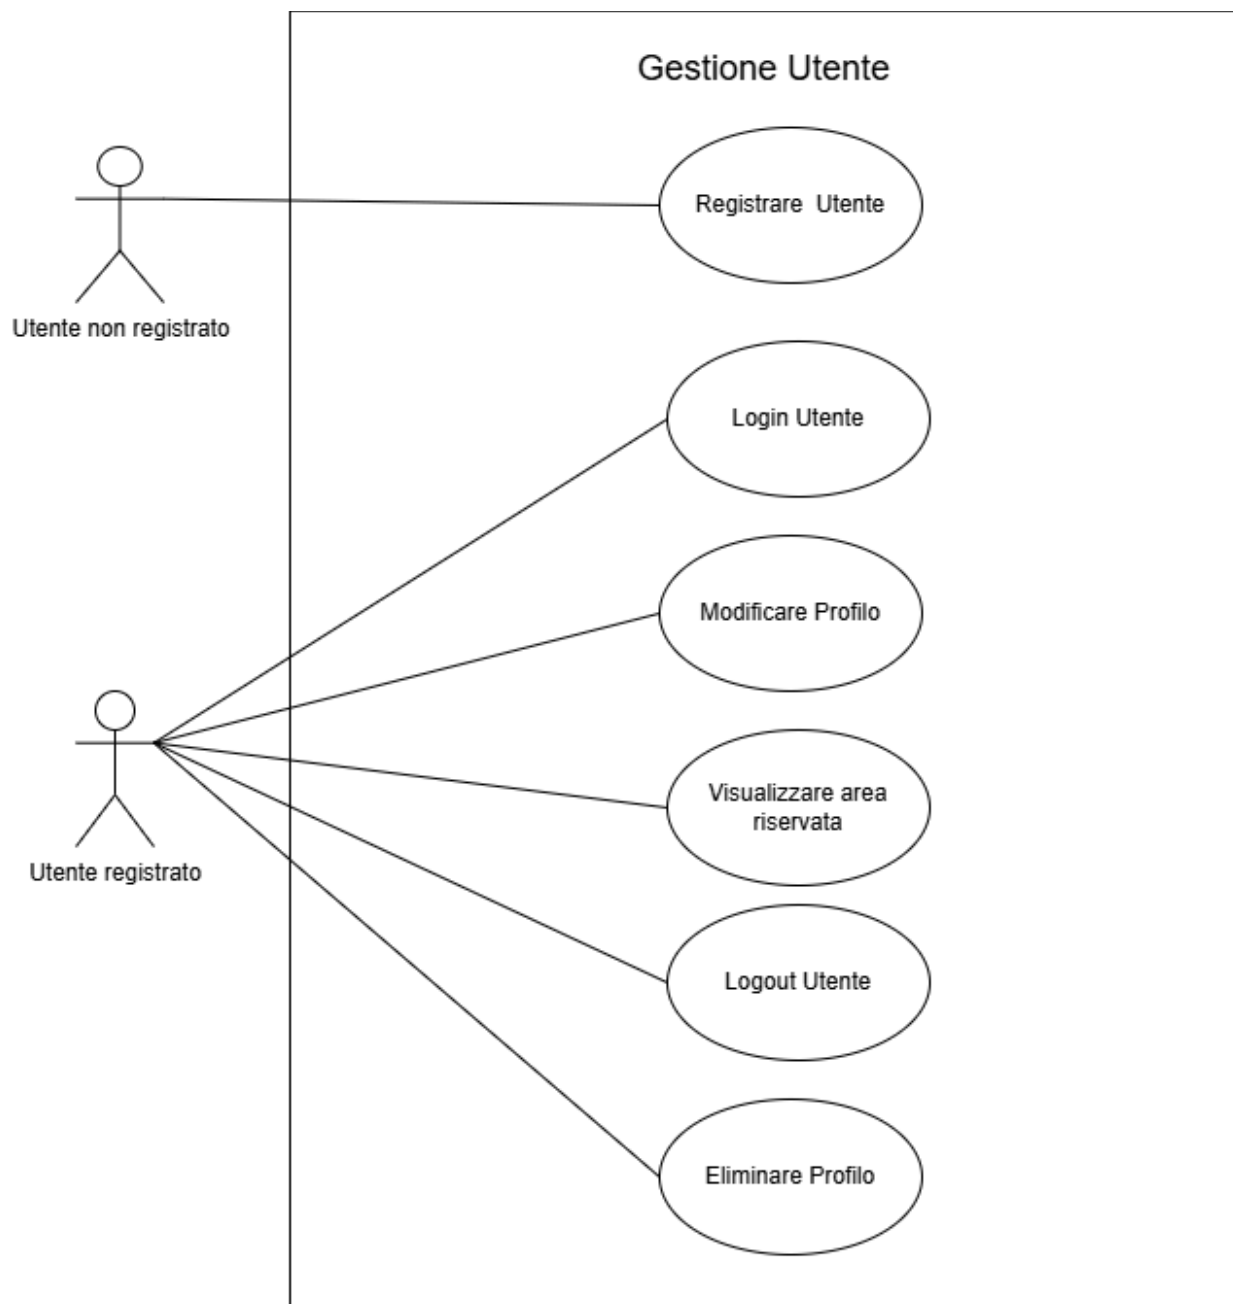 Gestione Utente
Registrare Utente
Utente non registrato
Login Utente
Modificare Profilo
Visualizzare area
riservata
Utente registrato
Logout Utente
Eliminare Profilo